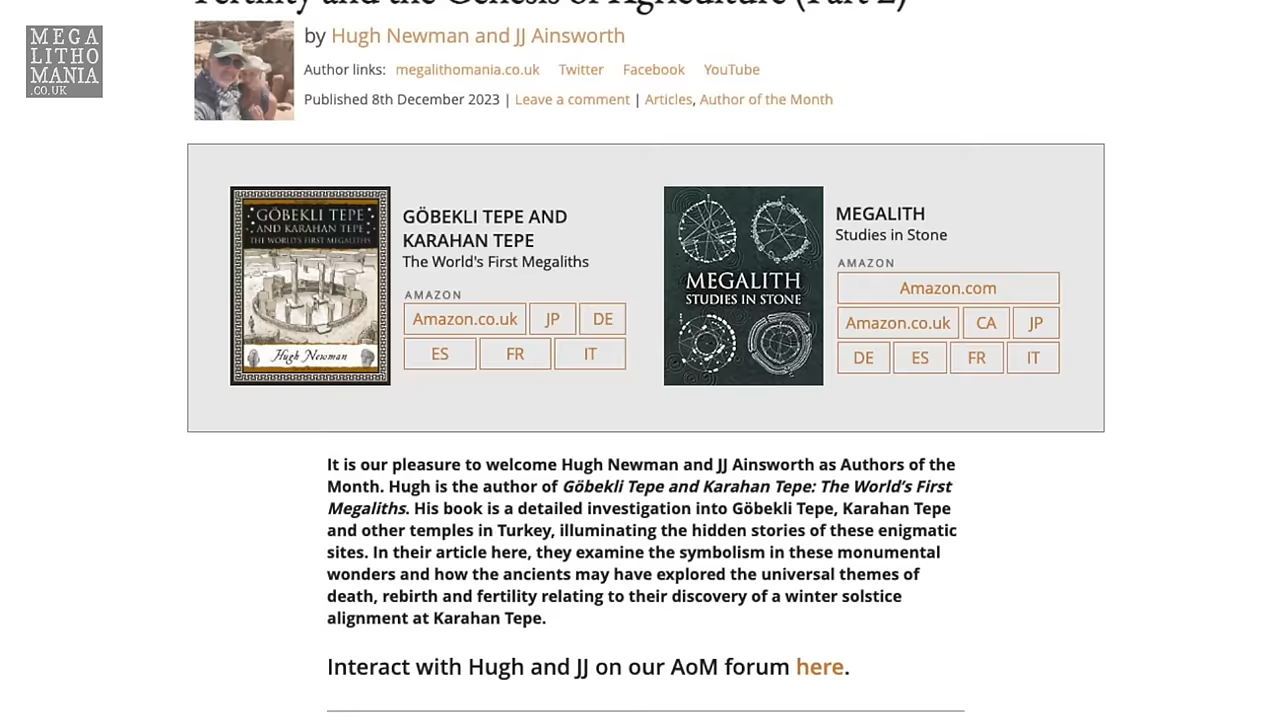 Fertility and the Genesis of Agriculture (Part 2)
MEGA
LITHO
MANIA
.CO.UK
by Hugh Newman and JJ Ainsworth
Author links: megalithomania.co.uk Twitter Facebook YouTube
Published 8th December 2023 | Leave a comment | Articles, Author of the Month
GÖBEKLI TEPE
AND KARAHAN TEPE
THE WORLD'S FIRST MEGALITHS
Hugh Newman
GÖBEKLI TEPE AND
KARAHAN TEPE
The World's First Megaliths
AMAZON
Amazon.co.uk JP DE
ES FR IT
MEGALITH
STUDIES IN STONE
MEGALITH
Studies in Stone
AMAZON
Amazon.com
Amazon.co.uk CA JP
DE ES FR IT
It is our pleasure to welcome Hugh Newman and JJ Ainsworth as Authors of the
Month. Hugh is the author of Göbekli Tepe and Karahan Tepe: The World's First
Megaliths. His book is a detailed investigation into Göbekli Tepe, Karahan Tepe
and other temples in Turkey, illuminating the hidden stories of these enigmatic
sites. In their article here, they examine the symbolism in these monumental
wonders and how the ancients may have explored the universal themes of
death, rebirth and fertility relating to their discovery of a winter solstice
alignment at Karahan Tepe.
Interact with Hugh and JJ on our AoM forum here.